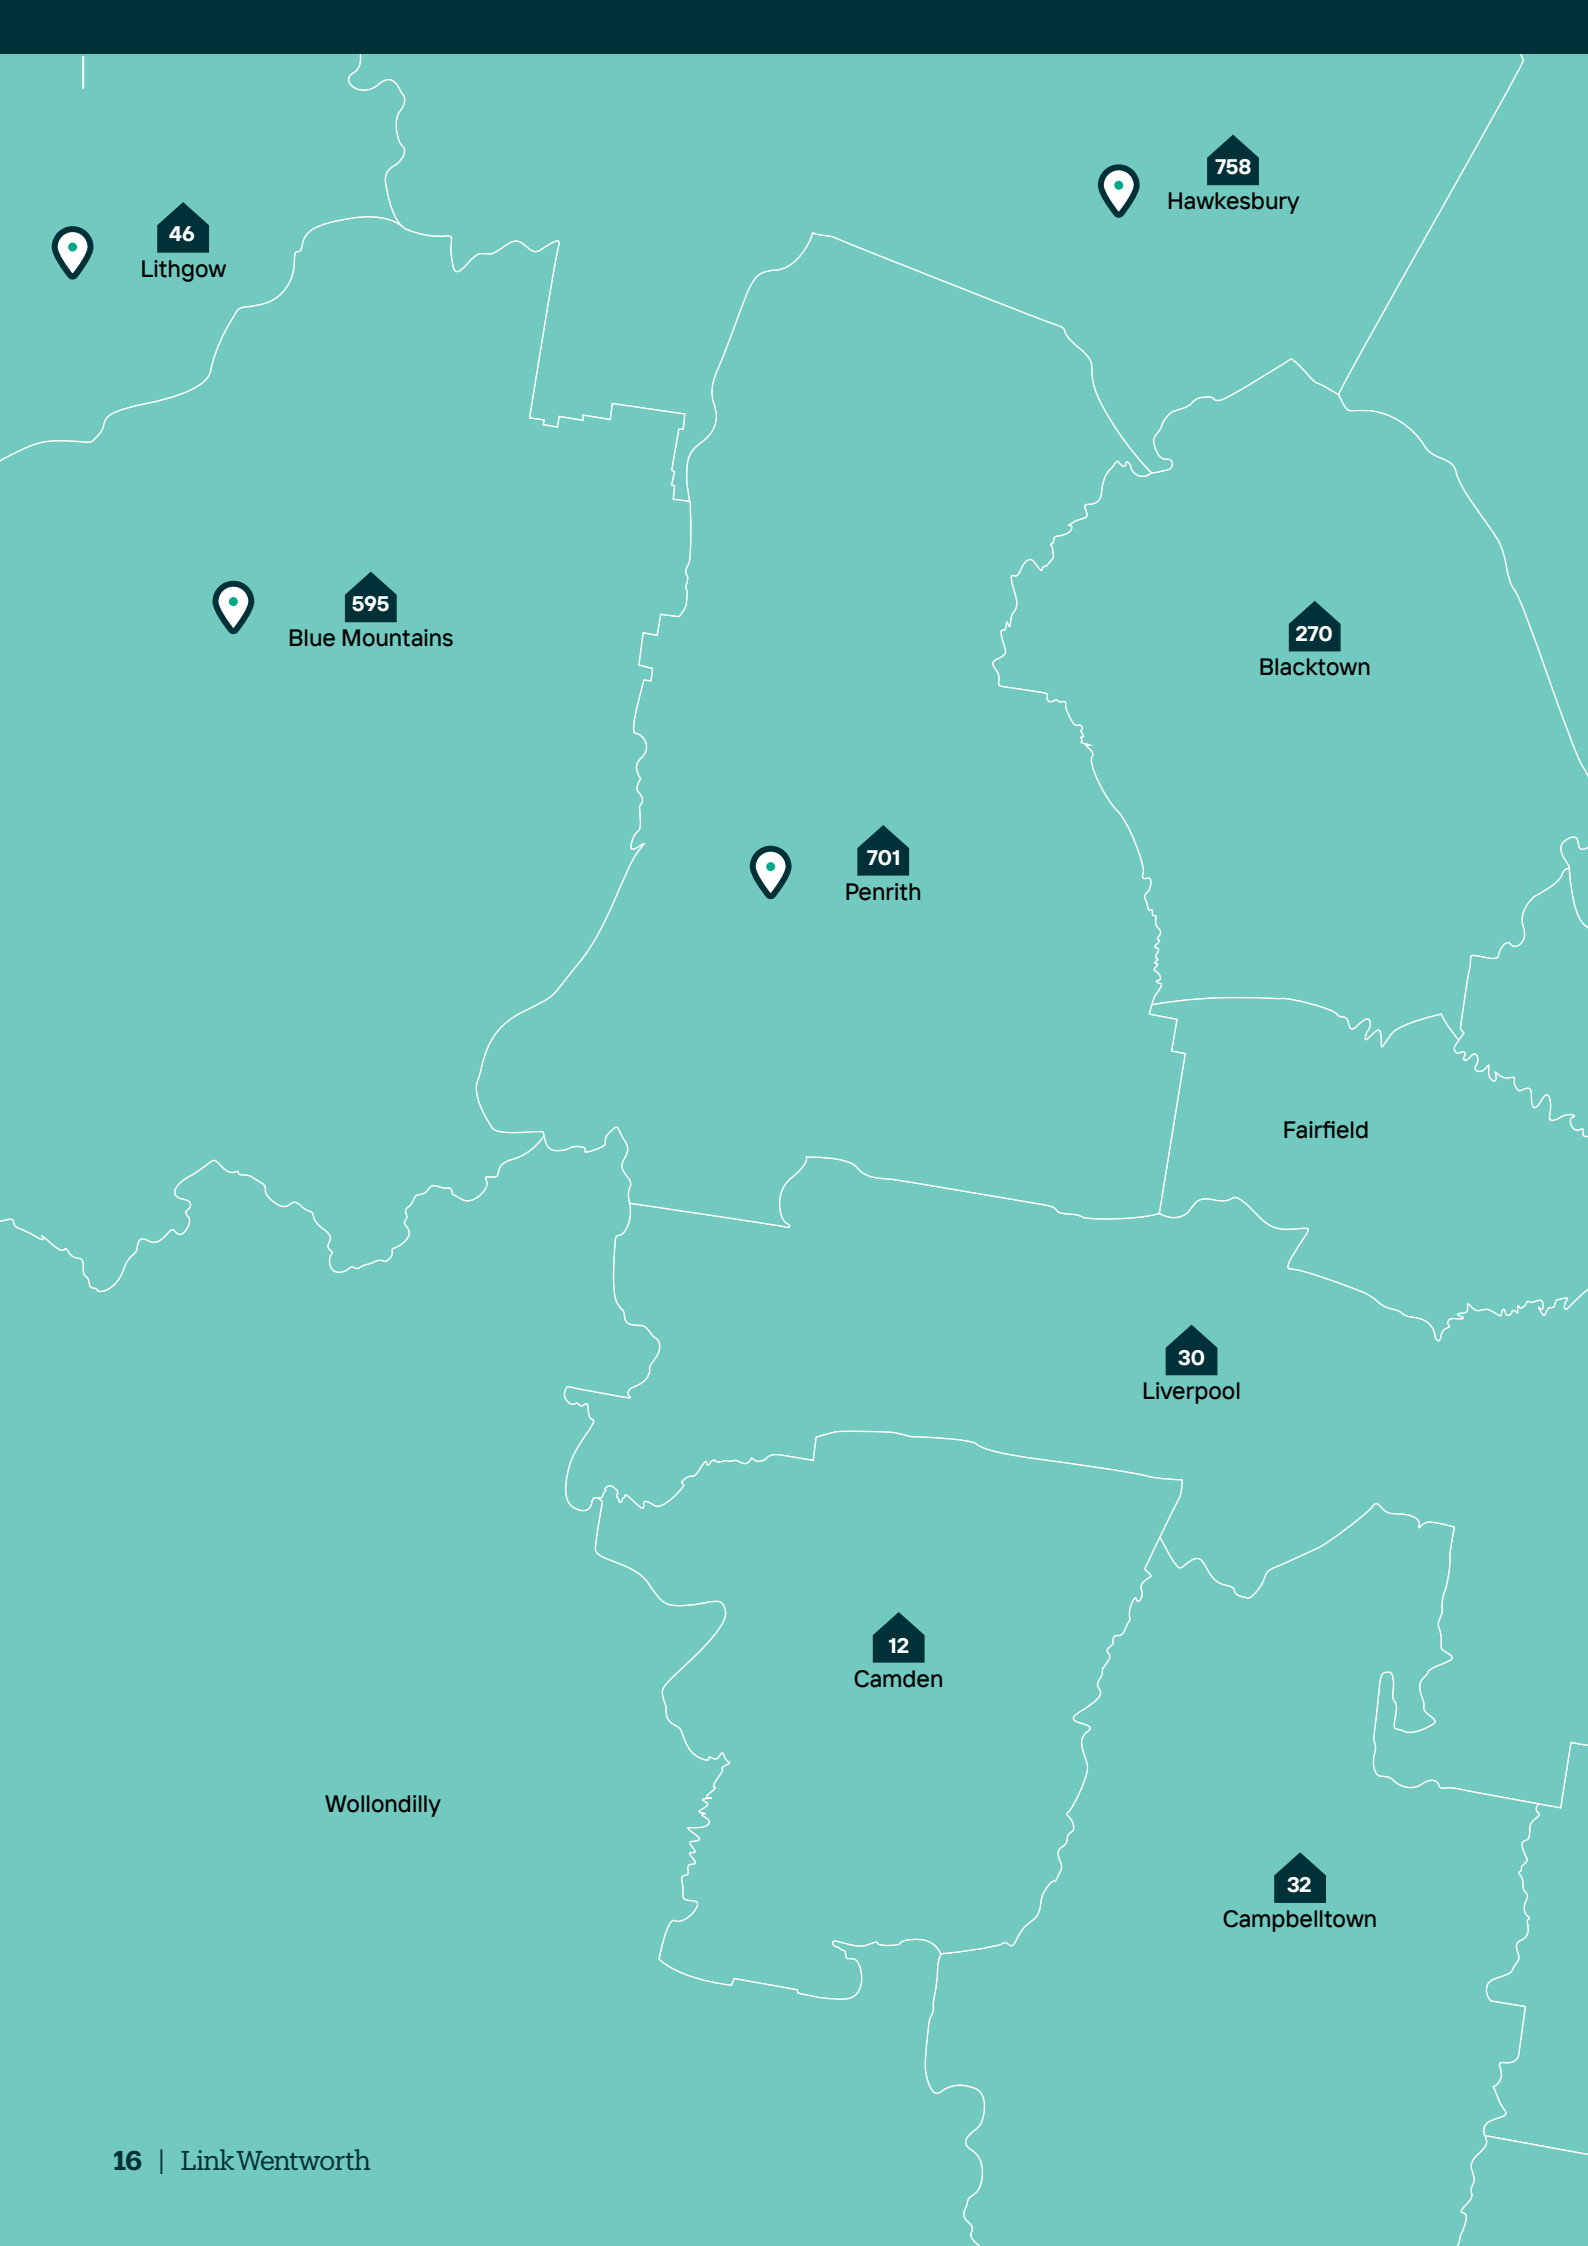 758
Hawkesbury
46
Lithgow
595
Blue Mountains
270
Blacktown
701
Penrith
Fairfield
30
Liverpool
12
Camden
Wollondilly
32
Campbelltown
16 | Link Wentworth